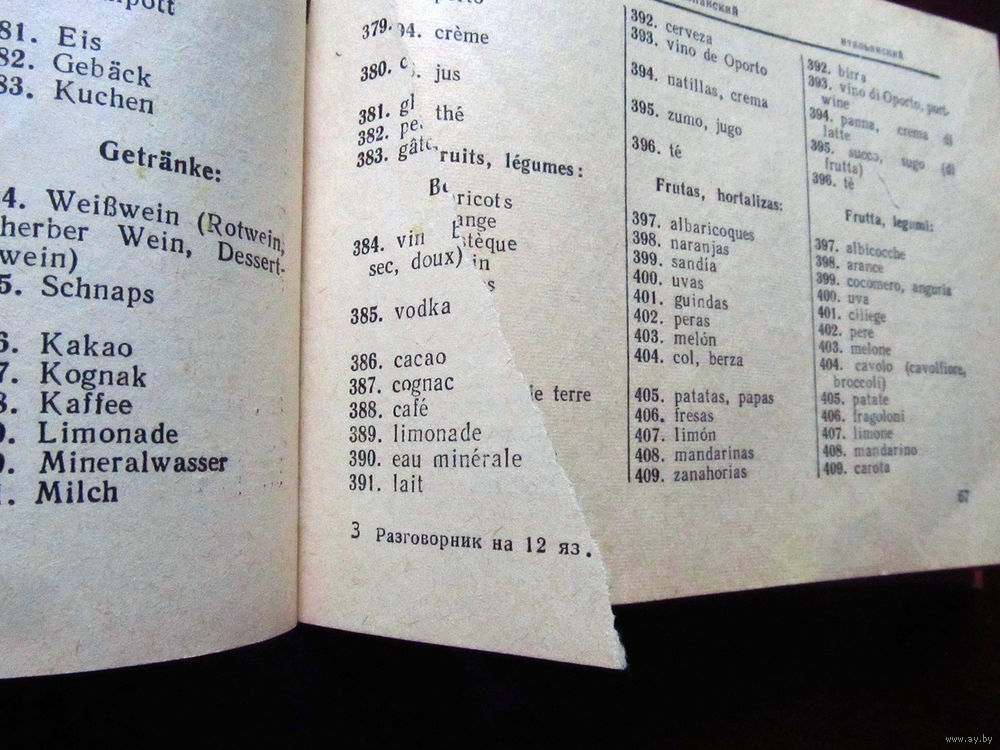 81. Eis
82. Gebäck
83. Kuchen
Getränke:
4. Weißwein (Rotwein,
herber Wein, Dessert-
wein)
5. Schnaps
6. Kakao
7. Kognak
8. Kaffee
9. Limonade
0. Mineralwasser
1. Milch
379.
380.
381. gl
382. pe
383. gâte
384. vin
sec, doux)
385. vodka
386. cacao
387. cognac
388. café
389. limonade
390. eau minérale
391. lait
3 Разговорник на 12 яз.
94. crème
jus
thé
ruits, légumes:
ricots
ange
stèque
in
s
de terre
392. cerveza
393. vino de Oporto
394. natillas, crema
395. zumo, jugo
396. té
Frutas, hortalizas:
397. albaricoques
398. naranjas
399. sandía
400. uvas
401. guindas
402. peras
403. melón
404. col, berza
405. patatas, papas
406. fresas
407. limón
408. mandarinas
409. zanahorias
итальянский
392. birra
393. vino di Oporto, port-
wine
394. panna, crema di
latte
395. succo, sugo (di
frutta)
396. tè
Frutta, legumi:
397. albicocche
398. arance
399. cocomero, anguria
400. uva
401. ciliege
402. pere
403. melone
404. cavolo (cavolfiore,
broccoli)
405. patate
406. fragoloni
407. limone
408. mandarino
409. carota
67
www.ay.by